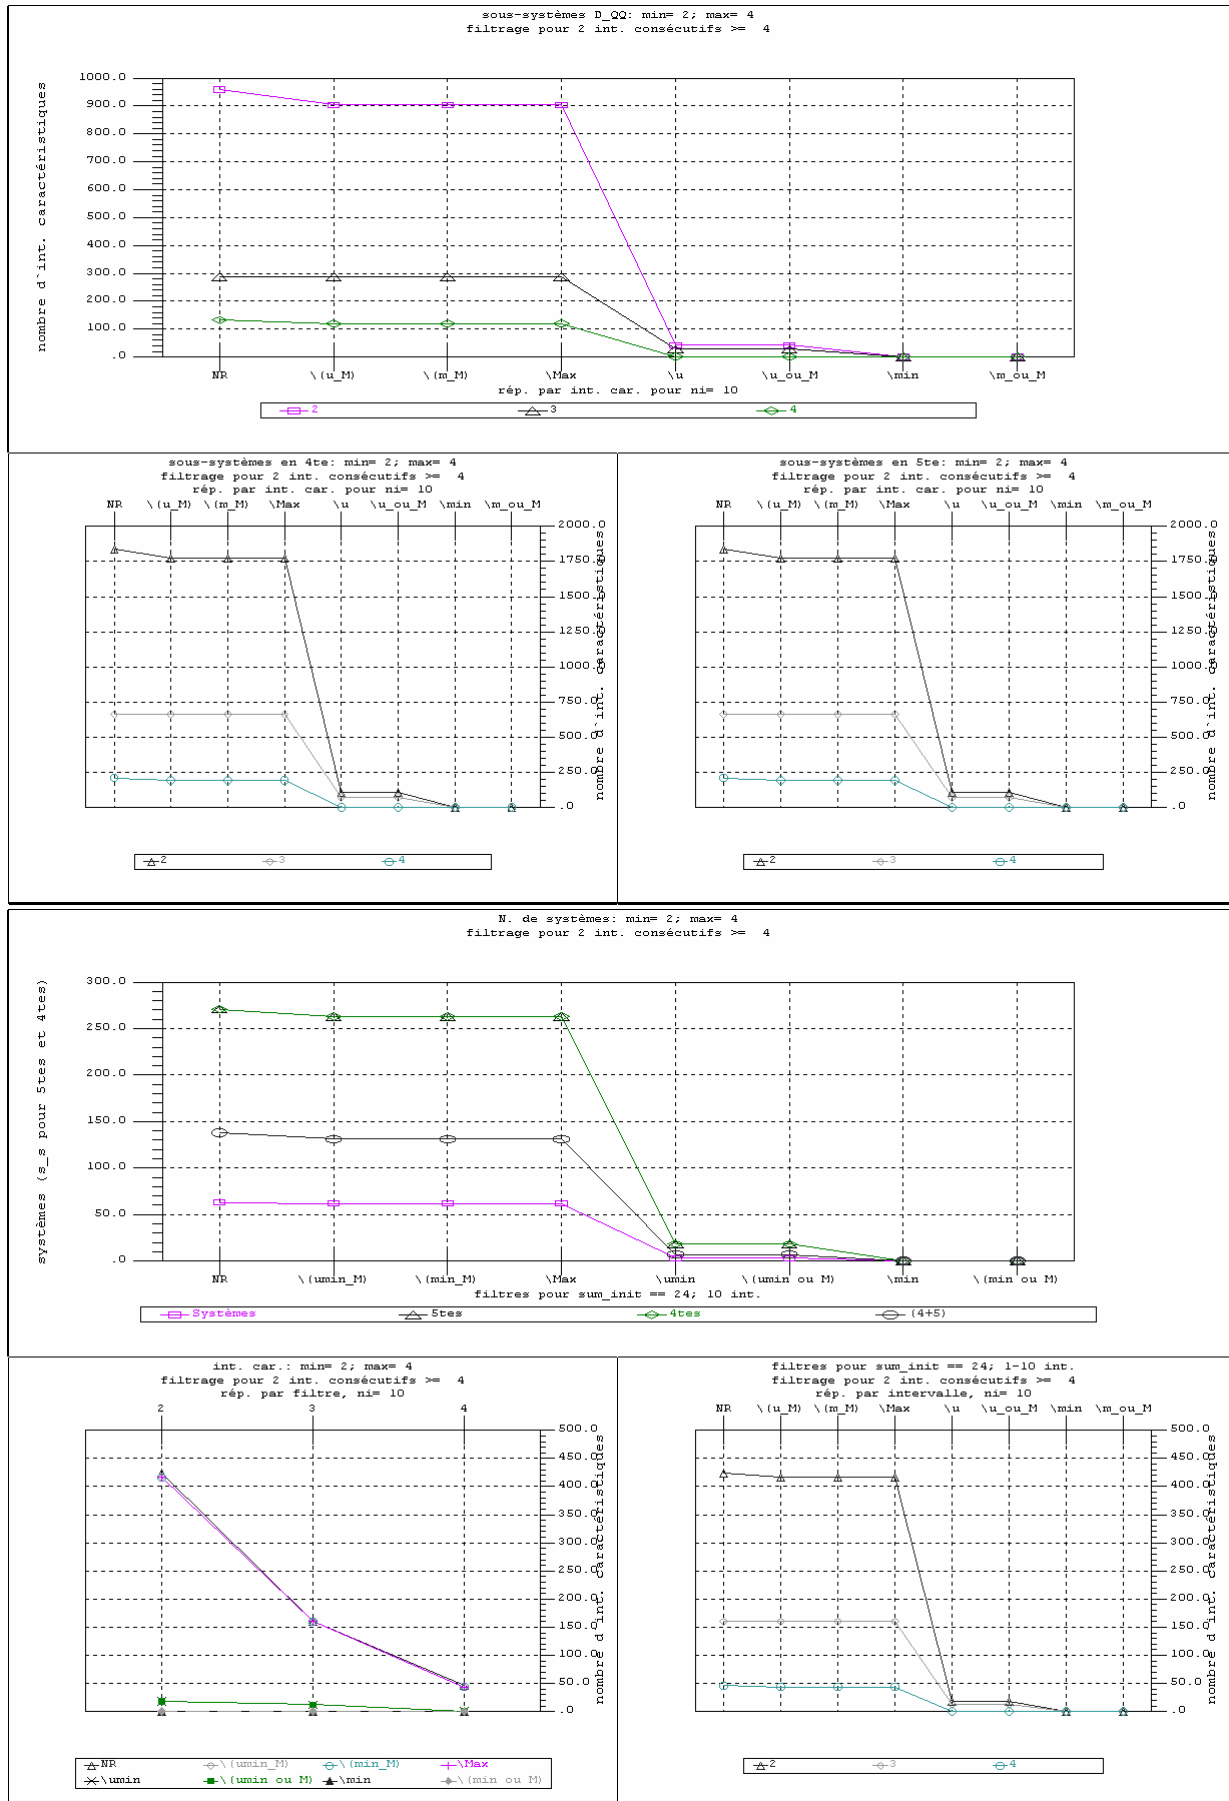 sous-systèmes D_QQ: min= 2; max= 4
filtrage pour 2 int. consécutifs >= 4
nombre d`int. caractéristiques
1000.0
900.0
800.0
700.0
600.0
500.0
400.0
300.0
200.0
100.0
.0
NR \(u_M) \(m_M) \Max \u \u_ou_M \min \m_ou_M
rép. par int. car. pour ni= 10
2 3 4
sous-systèmes en 4te: min= 2; max= 4
filtrage pour 2 int. consécutifs >= 4
rép. par int. car. pour ni= 10
NR \(u_M) \(m_M) \Max \u \u_ou_M \min \m_ou_M
2000.0
1750.0
1500.0
1250.0
1000.0
750.0
500.0
250.0
.0
nombre d`int. caractéristiques
2 3 4
sous-systèmes en 5te: min= 2; max= 4
filtrage pour 2 int. consécutifs >= 4
rép. par int. car. pour ni= 10
NR \(u_M) \(m_M) \Max \u \u_ou_M \min \m_ou_M
2000.0
1750.0
1500.0
1250.0
1000.0
750.0
500.0
250.0
.0
nombre d`int. caractéristiques
2 3 4
N. de systèmes: min= 2; max= 4
filtrage pour 2 int. consécutifs >= 4
systèmes (s_s pour 5tes et 4tes)
300.0
250.0
200.0
150.0
100.0
50.0
.0
NR \(umin_M) \(min_M) \Max \umin \(umin ou M) \min \(min ou M)
filtres pour sum_init == 24; 10 int.
Systèmes 5tes 4tes (4+5)
int. car.: min= 2; max= 4
filtrage pour 2 int. consécutifs >= 4
rép. par filtre, ni= 10
2 3 4
500.0
450.0
400.0
350.0
300.0
250.0
200.0
150.0
100.0
50.0
.0
nombre d`int. caractéristiques
NR \(umin_M) \(min_M) \Max
\umin \(umin ou M) \min \(min ou M)
filtres pour sum_init == 24; 1-10 int.
filtrage pour 2 int. consécutifs >= 4
rép. par intervalle, ni= 10
NR \(u_M) \(m_M) \Max \u \u_ou_M \min \m_ou_M
500.0
450.0
400.0
350.0
300.0
250.0
200.0
150.0
100.0
50.0
.0
nombre d`int. caractéristiques
2 3 4